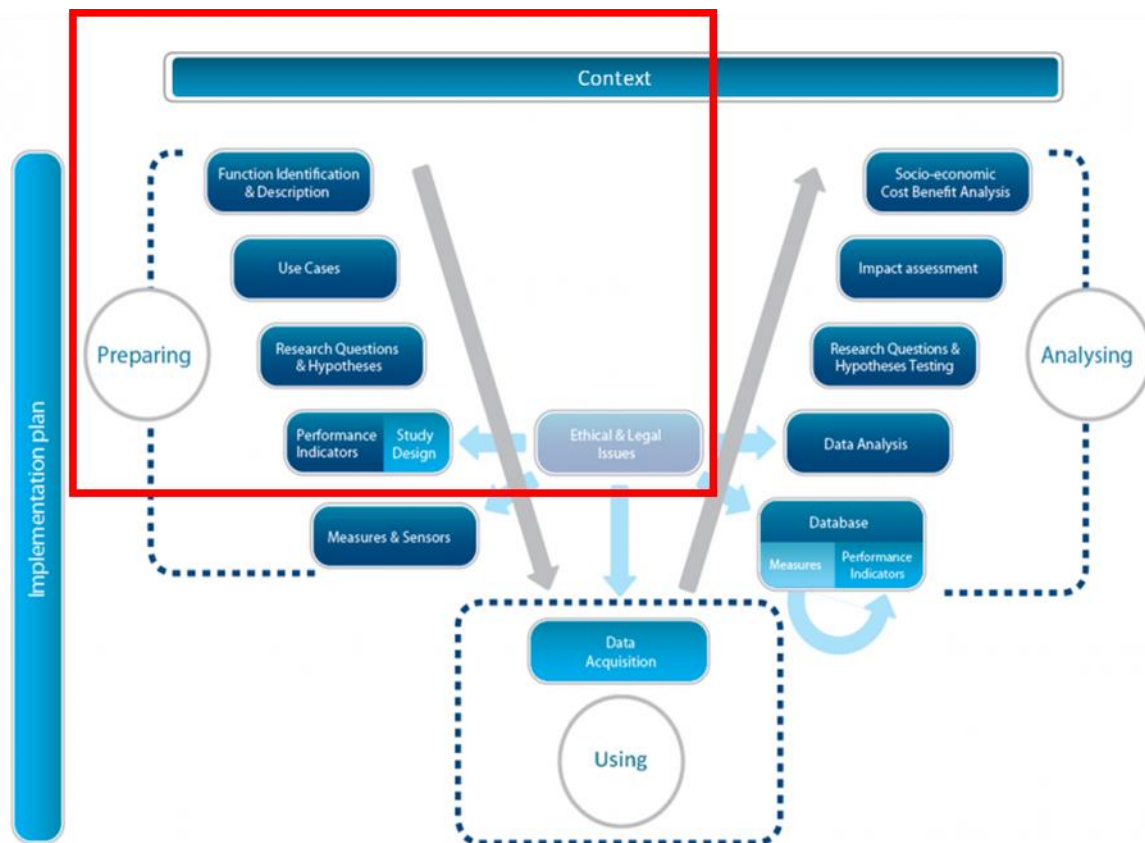 Context
Implementation plan
Preparing
Function Identification
& Description
Use Cases
Research Questions
& Hypotheses
Performance
Indicators
Study
Design
Measures & Sensors
Ethical & Legal
Issues
Data
Acquisition
Using
Socio-economic
Cost Benefit Analysis
Impact assessment
Research Questions &
Hypotheses Testing
Data Analysis
Database
Measures
Performance
Indicators
Analysing